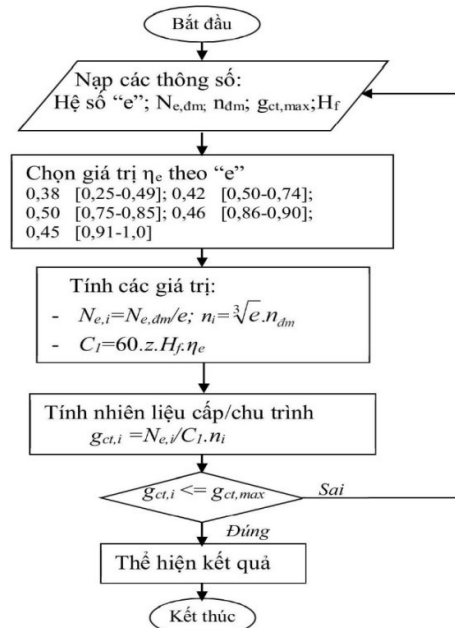 Bắt đầu
Nạp các thông số:
Hệ số “e”; Nₑ,đm; nđm; gct,max;Hf
Chọn giá trị ηₑ theo “e”
0,38 [0,25-0,49]; 0,42 [0,50-0,74];
0,50 [0,75-0,85]; 0,46 [0,86-0,90];
0,45 [0,91-1,0]
Tính các giá trị:
- Ne,i=Ne,đm/e; ni=∛e.nđm
- C1=60.z.Hf.ηe
Tính nhiên liệu cấp/chu trình
gct,i =Ne,i/C1.ni
gct,i <= gct,max
Sai
Đúng
Thể hiện kết quả
Kết thúc